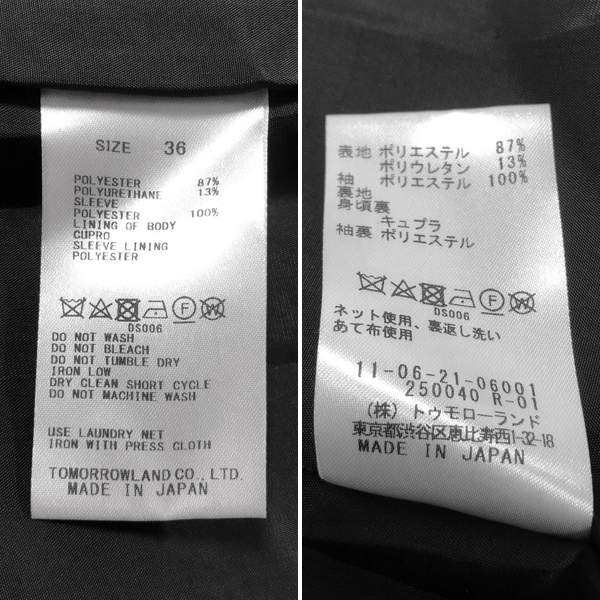 SIZE 36
POLYESTER 87%
POLYURETHANE 13%
SLEEVE
POLYESTER 100%
LINING OF BODY
CUPRO
SLEEVE LINING
POLYESTER
F W
DS006
DO NOT WASH
DO NOT BLEACH
DO NOT TUMBLE DRY
IRON LOW
DRY CLEAN SHORT CYCLE
DO NOT MACHINE WASH
USE LAUNDRY NET
IRON WITH PRESS CLOTH
TOMORROWLAND CO., LTD.
MADE IN JAPAN
表地 ポリエステル 87%
ポリウレタン 13%
袖 ポリエステル 100%
裏地
身頃裏
キュプラ
袖裏 ポリエステル
F W
DS006
ネット使用、裏返し洗い
あて布使用
11-06-21-06001
250040 R-01
(株) トゥモローランド
東京都渋谷区恵比寿西1-32-18
MADE IN JAPAN